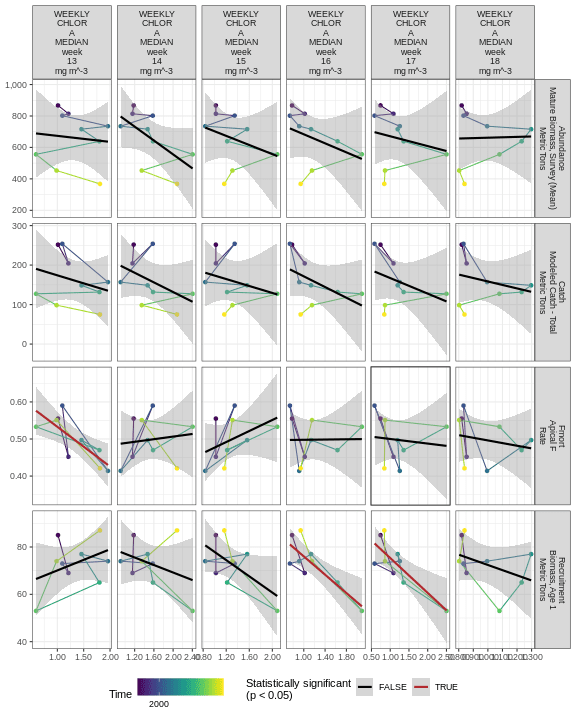 WEEKLY
CHLOR
A
MEDIAN
week
13
mg m^-3
WEEKLY
CHLOR
A
MEDIAN
week
14
mg m^-3
WEEKLY
CHLOR
A
MEDIAN
week
15
mg m^-3
WEEKLY
CHLOR
A
MEDIAN
week
16
mg m^-3
WEEKLY
CHLOR
A
MEDIAN
week
17
mg m^-3
WEEKLY
CHLOR
A
MEDIAN
week
18
mg m^-3
1,000
800
600
400
200
Abundance
Mature Biomass, Survey (Mean)
Metric Tons
300
200
100
0
Catch
Modeled Catch - Total
Metric Tons
0.60
0.50
0.40
Fmort
Apical F
Rate
80
60
40
Recruitment
Biomass, Age 1
Metric Tons
1.00 1.50 2.00
1.20 1.60 2.00 2.40
0.80 1.20 1.60 2.00
1.00 1.40 1.80
0.50 1.00 1.50 2.00 2.50
Time
2000
Statistically significant
(p < 0.05)
FALSE
TRUE